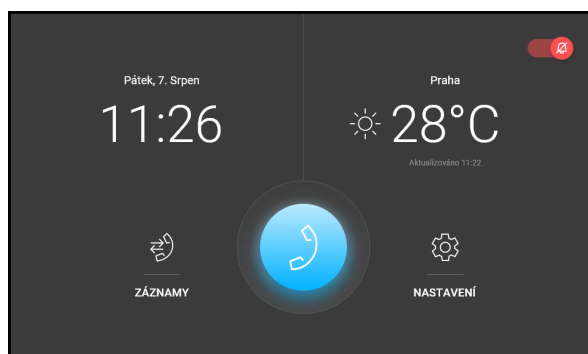 Pátek, 7. Srpen
11:26
Praha
28°C
Aktualizováno 11:22
ZÁZNAMY
NASTAVENÍ